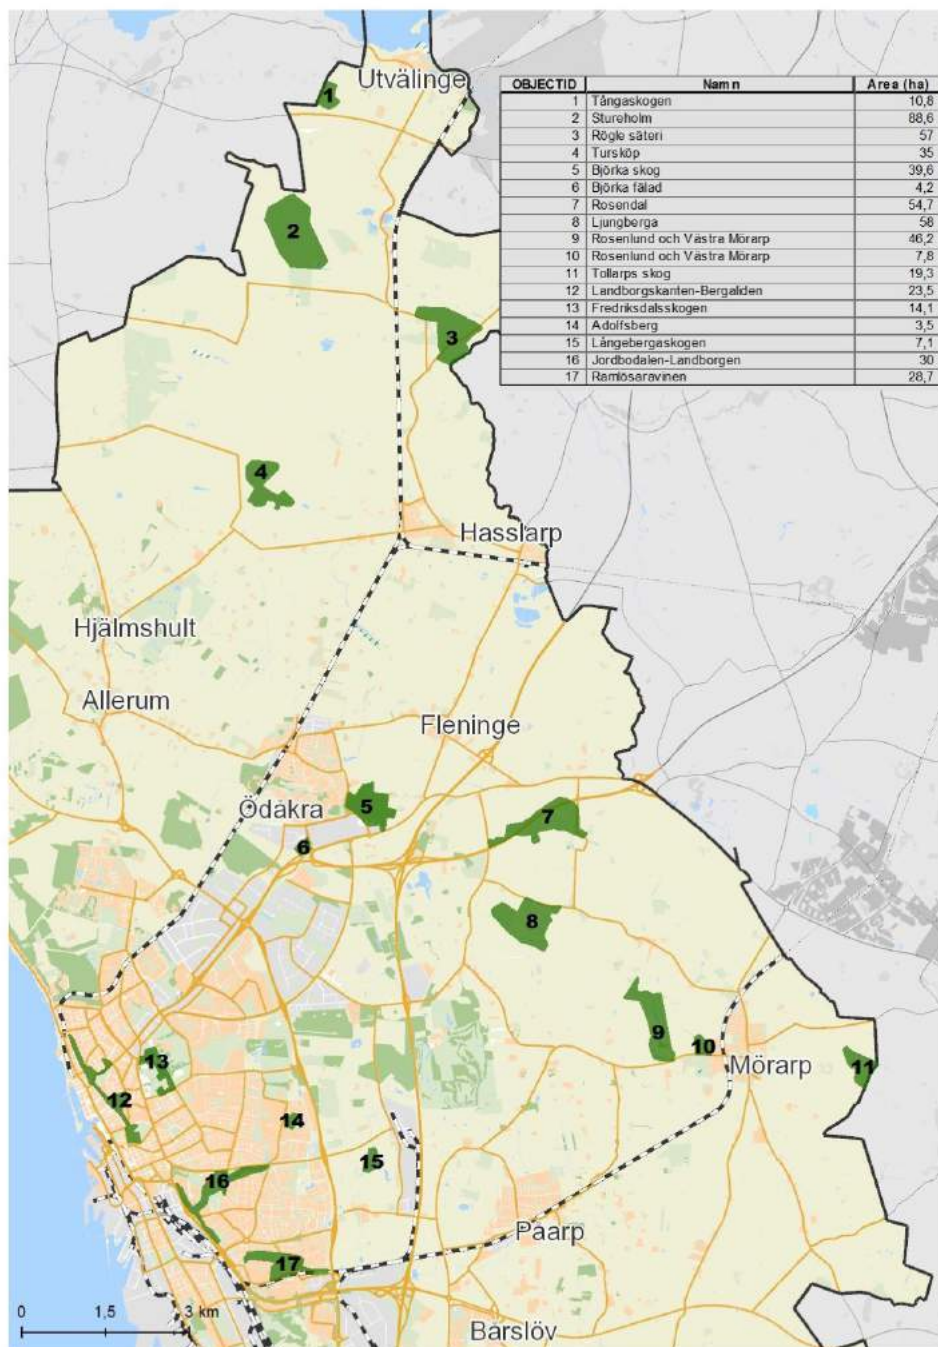 Utvälinge
OBJECTID Namn Area (ha)
1 Tångaskogen 10,8
2 Stureholm 88,6
3 Rögle säteri 57
4 Tursköp 35
5 Björka skog 39,6
6 Björka fälad 4,2
7 Rosendal 54,7
8 Ljungberga 58
9 Rosenlund och Västra Mörarp 46,2
10 Rosenlund och Västra Mörarp 7,8
11 Tollarps skog 19,3
12 Landborgskanten-Bergaliden 23,5
13 Fredriksdalsskogen 14,1
14 Adolfsberg 3,5
15 Långebergaskogen 7,1
16 Jordbodalen-Landborgen 30
17 Ramlösaravinen 28,7
1
2
3
4
Hasslarp
Hjälmshult
Allerum
Fleninge
Ödåkra
5
7
6
8
9
10
Mörarp
11
13
12
14
15
16
Påarp
17
0 1,5 3 km
Bårslöv